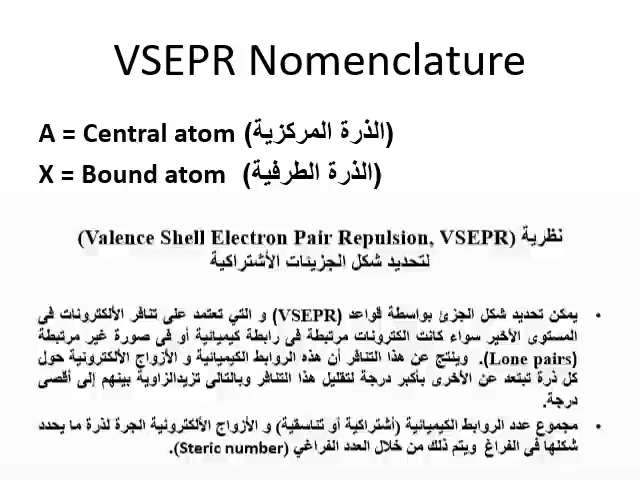 VSEPR Nomenclature
A = Central atom (الذرة المركزية)
X = Bound atom (الذرة الطرفية)
نظرية (Valence Shell Electron Pair Repulsion, VSEPR)
لتحديد شكل الجزيئات الأشتراكية
• يمكن تحديد شكل الجزئ بواسطة قواعد (VSEPR) و التي تعتمد على تنافر الألكترونات فى
المستوى الأخير سواء كانت الكترونات مرتبطة فى رابطة كيميائية أو فى صورة غير مرتبطة
(Lone pairs). وينتج عن هذا التنافر أن هذه الروابط الكيميائية و الأزواج الألكترونية حول
كل ذرة تبتعد عن الأخرى بأكبر درجة لتقليل هذا التنافر وبالتالى تزيدالزاوية بينهم إلى أقصى
درجة.
• مجموع عدد الروابط الكيميائية (أشتراكية أو تناسقية) و الأزواج الألكترونية الحرة لذرة ما يحدد
شكلها فى الفراغ ويتم ذلك من خلال العدد الفراغي (Steric number).